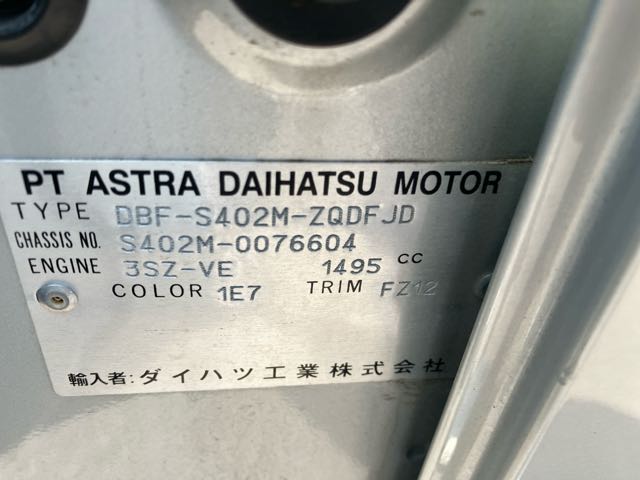 PT ASTRA DAIHATSU MOTOR
TYPE DBF-S402M-ZQDFJD
CHASSIS NO. S402M-0076604
ENGINE 3SZ-VE 1495 CC
COLOR 1E7 TRIM FZ12
輸入者:ダイハツ工業株式会社